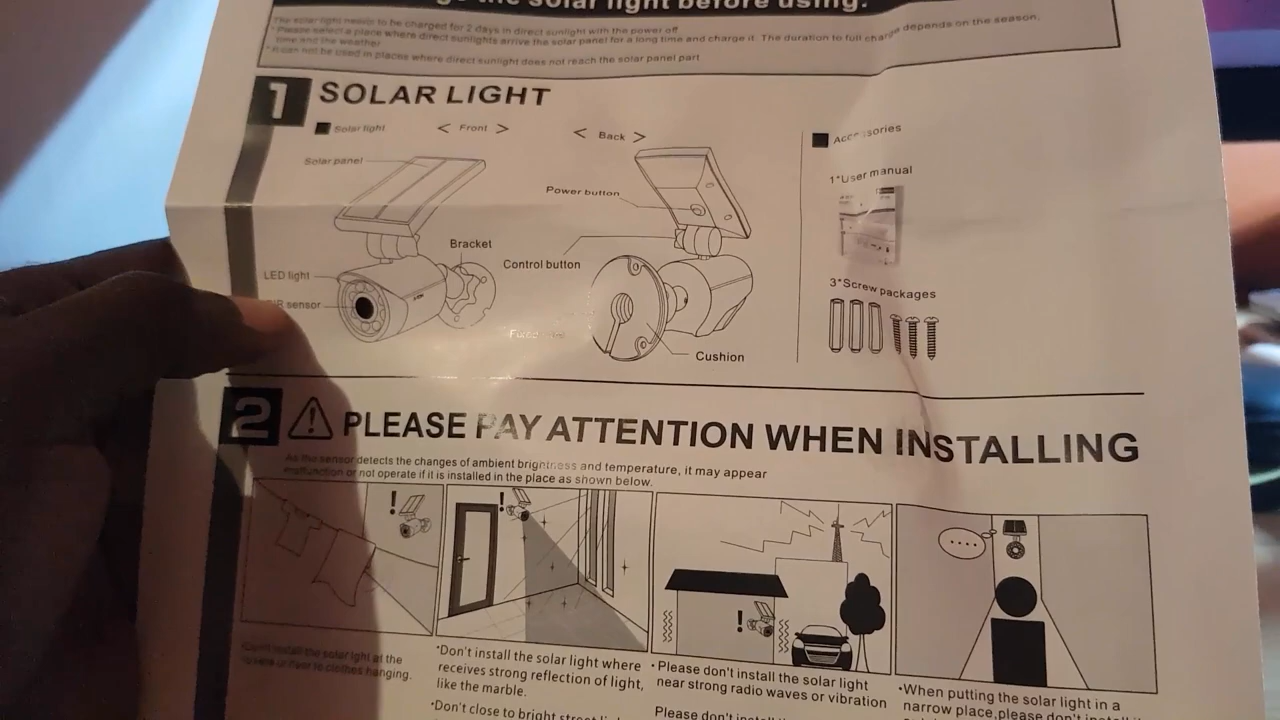 the solar light before using.
The solar light needs to be charged for 2 days in direct sunlight with the power off
*Please select a place where direct sunlights arrive the solar panel for a long time and charge it. The duration to full charge depends on the season,
time and the weather
*It can not be used in places where direct sunlight does not reach the solar panel part
1 SOLAR LIGHT
Solar light
< Front >
< Back >
Accessories
Solar panel
Power button
1*User manual
Bracket
Control button
LED light
sensor
3*Screw packages
Cushion
2 PLEASE PAY ATTENTION WHEN INSTALLING
As the sensor detects the changes of ambient brightness and temperature, it may appear
malfunction or not operate if it is installed in the place as shown below.
!
!
!
*Don't install the solar light at the
near to clothes hanging.
*Don't install the solar light where
receives strong reflection of light,
like the marble.
*Don't close to bright street
*Please don't install the solar light
near strong radio waves or vibration
Please don't install the
*When putting the solar light in a
narrow place,please don't install it